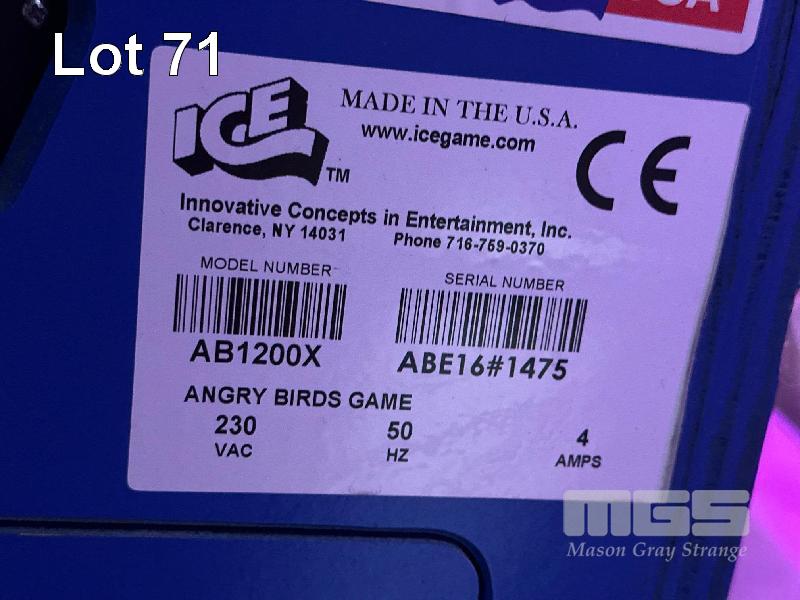 Lot 71
USA
ICE
TM
MADE IN THE U.S.A.
www.icegame.com
CE
Innovative Concepts in Entertainment, Inc.
Clarence, NY 14031 Phone 716-759-0370
MODEL NUMBER SERIAL NUMBER
AB1200X ABE16#1475
ANGRY BIRDS GAME
230 50 4
VAC HZ AMPS
MGS
Mason Gray Strange